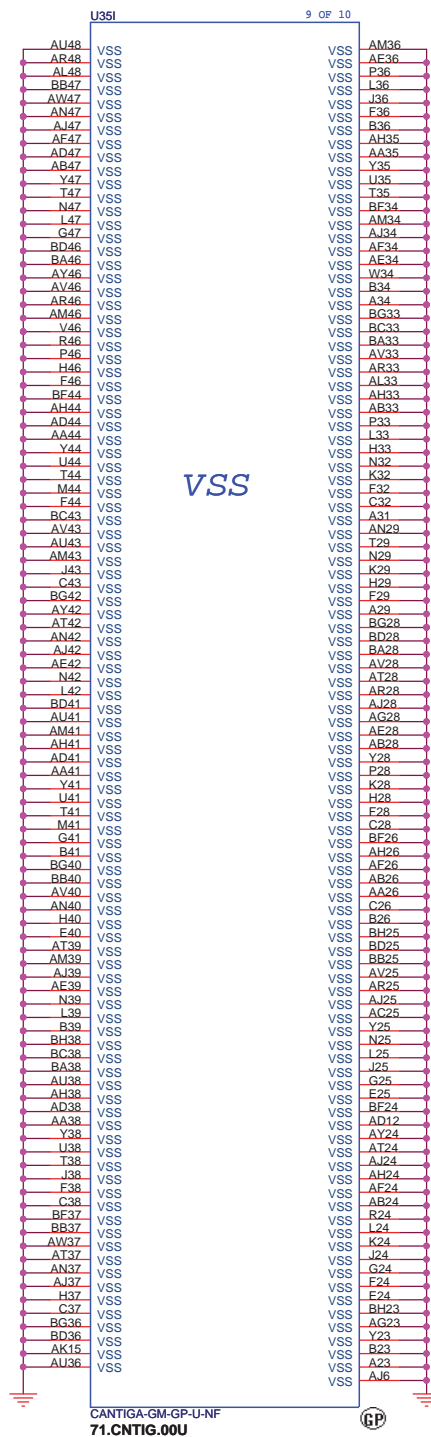 U35I 9 OF 10
AU48 VSS VSS AM36
AR48 VSS VSS AE36
AL48 VSS VSS P36
BB47 VSS VSS L36
AW47 VSS VSS J36
AN47 VSS VSS F36
AJ47 VSS VSS B36
AF47 VSS VSS AH35
AD47 VSS VSS AA35
AB47 VSS VSS Y35
Y47 VSS VSS U35
T47 VSS VSS T35
N47 VSS VSS BF34
L47 VSS VSS AM34
G47 VSS VSS AJ34
BD46 VSS VSS AF34
BA46 VSS VSS AE34
AY46 VSS VSS W34
AV46 VSS VSS B34
AR46 VSS VSS A34
AM46 VSS VSS BG33
V46 VSS VSS BC33
R46 VSS VSS BA33
P46 VSS VSS AV33
H46 VSS VSS AR33
F46 VSS VSS AL33
BF44 VSS VSS AH33
AH44 VSS VSS AB33
AD44 VSS VSS P33
AA44 VSS VSS L33
Y44 VSS VSS H33
U44 VSS VSS N32
T44 VSS VSS K32
VSS
M44 VSS VSS F32
F44 VSS VSS C32
BC43 VSS VSS A31
AV43 VSS VSS AN29
AU43 VSS VSS T29
AM43 VSS VSS N29
J43 VSS VSS K29
C43 VSS VSS H29
BG42 VSS VSS F29
AY42 VSS VSS A29
AT42 VSS VSS BG28
AN42 VSS VSS BD28
AJ42 VSS VSS BA28
AE42 VSS VSS AV28
N42 VSS VSS AT28
L42 VSS VSS AR28
BD41 VSS VSS AJ28
AU41 VSS VSS AG28
AM41 VSS VSS AE28
AH41 VSS VSS AB28
AD41 VSS VSS Y28
AA41 VSS VSS P28
Y41 VSS VSS K28
U41 VSS VSS H28
T41 VSS VSS F28
M41 VSS VSS C28
G41 VSS VSS BF26
B41 VSS VSS AH26
BG40 VSS VSS AF26
BB40 VSS VSS AB26
AV40 VSS VSS AA26
AN40 VSS VSS C26
H40 VSS VSS B26
E40 VSS VSS BH25
AT39 VSS VSS BD25
AM39 VSS VSS BB25
AJ39 VSS VSS AV25
AE39 VSS VSS AR25
N39 VSS VSS AJ25
L39 VSS VSS AC25
B39 VSS VSS Y25
BH38 VSS VSS N25
BC38 VSS VSS L25
BA38 VSS VSS J25
AU38 VSS VSS G25
AH38 VSS VSS E25
AD38 VSS VSS BF24
AA38 VSS VSS AD12
Y38 VSS VSS AY24
U38 VSS VSS AT24
T38 VSS VSS AJ24
J38 VSS VSS AH24
F38 VSS VSS AF24
C38 VSS VSS AB24
BF37 VSS VSS R24
BB37 VSS VSS L24
AW37 VSS VSS K24
AT37 VSS VSS J24
AN37 VSS VSS G24
AJ37 VSS VSS F24
H37 VSS VSS E24
C37 VSS VSS BH23
BG36 VSS VSS AG23
BD36 VSS VSS Y23
AK15 VSS VSS B23
AU36 VSS VSS A23
VSS AJ6
CANTIGA-GM-GP-U-NF
71.CNTIG.00U
GP